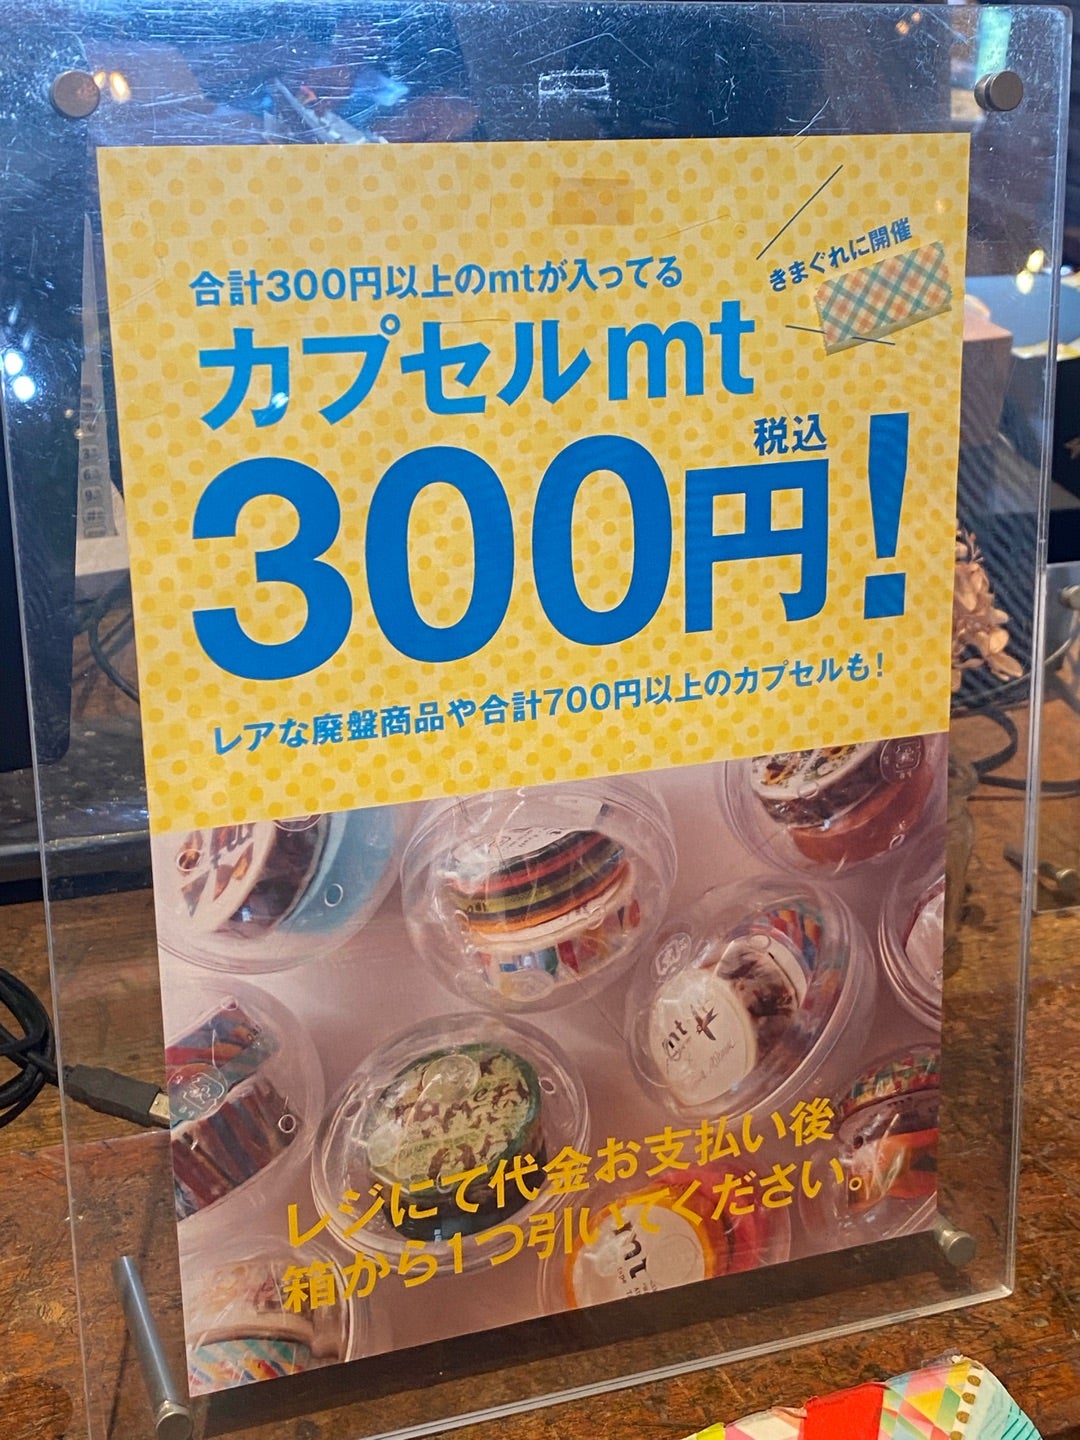 きまぐれに開催
合計300円以上のmtが入ってる
カプセルmt
300円!
税込
レアな廃盤商品や合計700円以上のカプセルも!
mt
レジにて代金お支払い後
箱から1つ引いてください。
mt